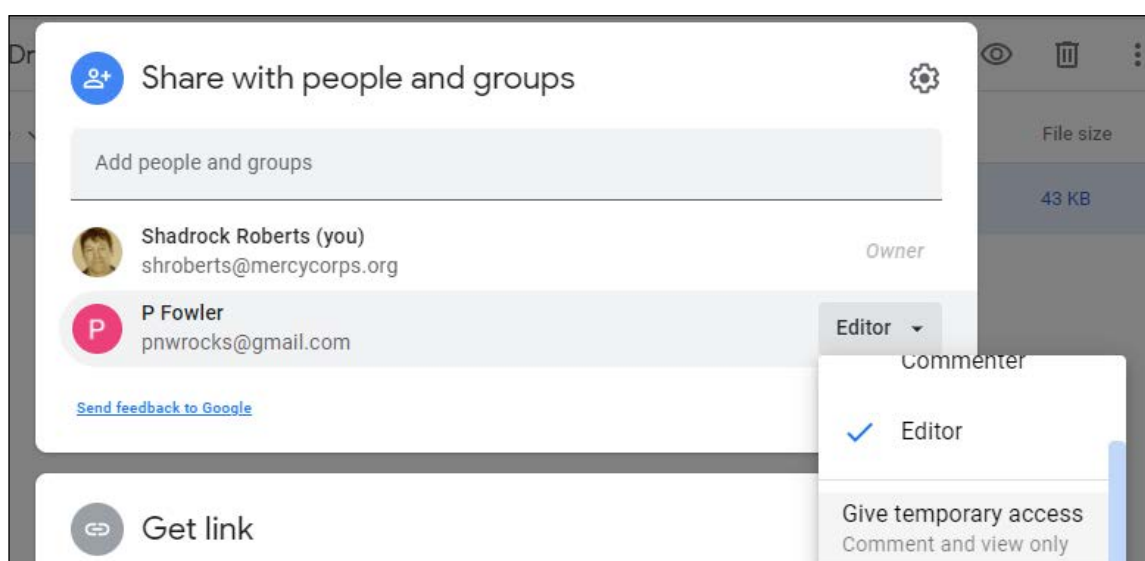 Dr
Share with people and groups
File size
Add people and groups
43 KB
Shadrock Roberts (you)
shroberts@mercycorps.org
Owner
P
P Fowler
pnwrocks@gmail.com
Editor
Commenter
Send feedback to Google
Editor
Give temporary access
Comment and view only
Get link